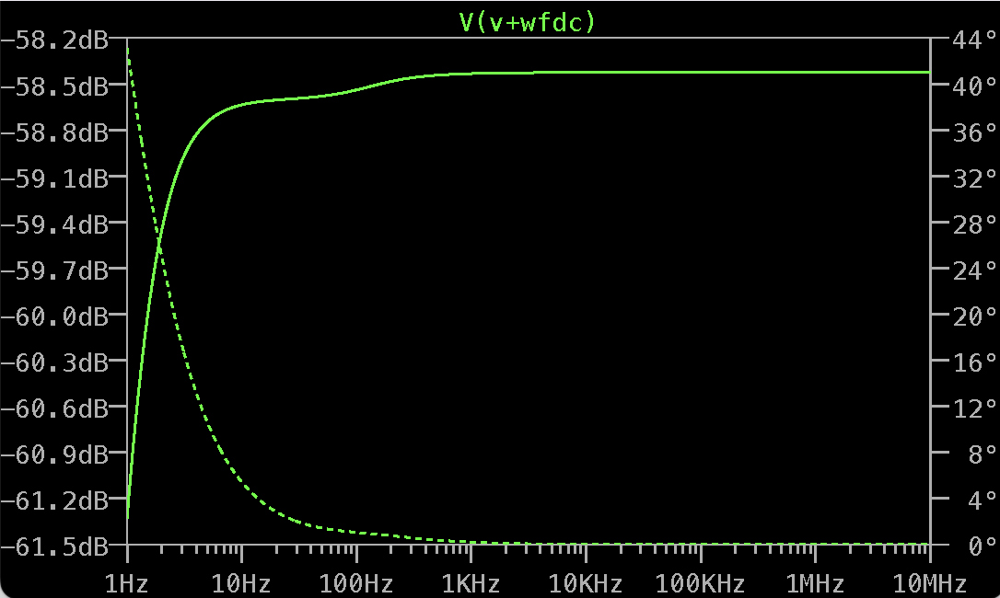 V(v+wfdc)
−58.2dB 44°
−58.5dB 40°
−58.8dB 36°
−59.1dB 32°
−59.4dB 28°
−59.7dB 24°
−60.0dB 20°
−60.3dB 16°
−60.6dB 12°
−60.9dB 8°
−61.2dB 4°
−61.5dB 0°
1Hz 10Hz 100Hz 1KHz 10KHz 100KHz 1MHz 10MHz